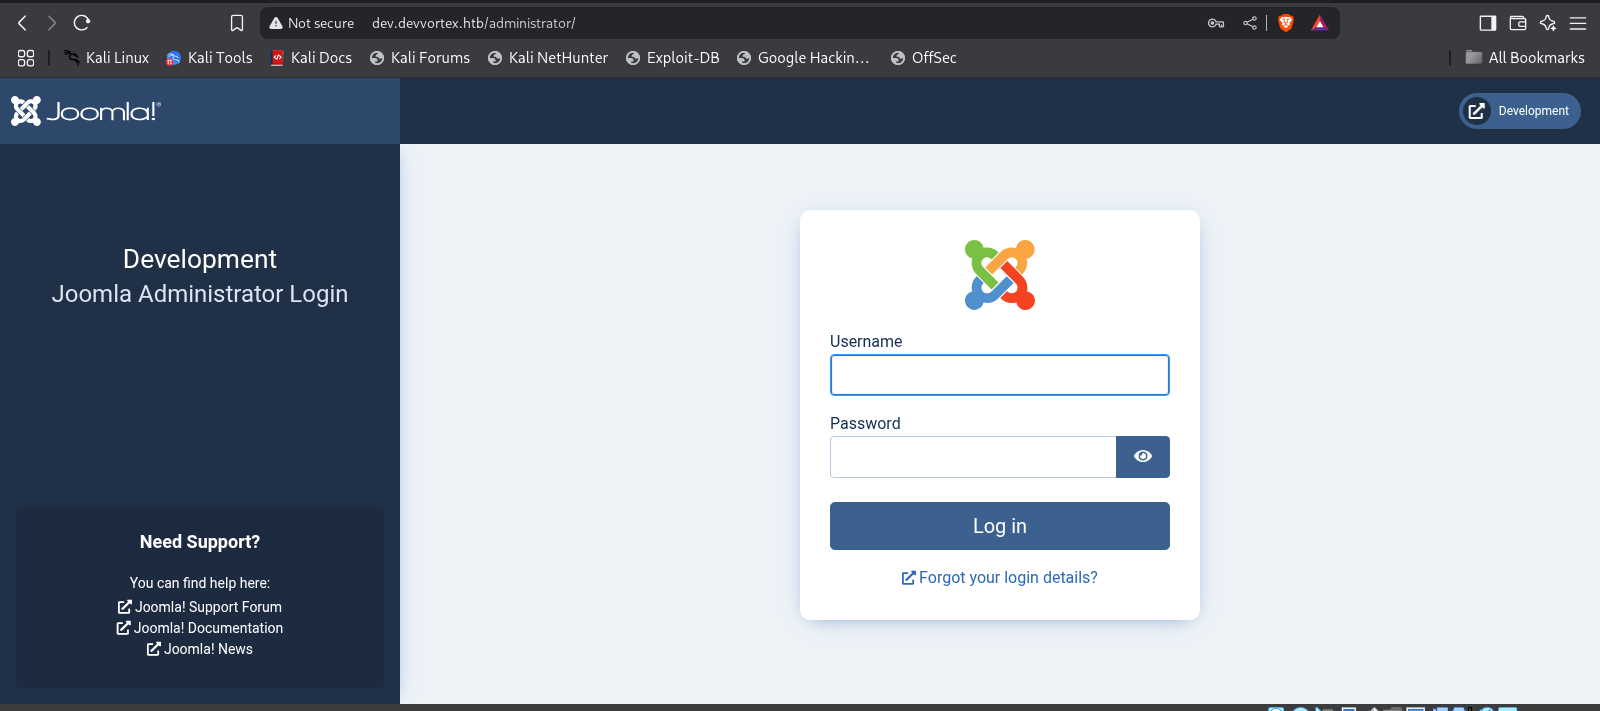 Not secure dev.devvortex.htb/administrator/
Kali Linux Kali Tools Kali Docs Kali Forums Kali NetHunter Exploit-DB Google Hackin... OffSec All Bookmarks
Joomla!® Development
Development
Joomla Administrator Login
Username
Password
Log in
Forgot your login details?
Need Support?
You can find help here:
Joomla! Support Forum
Joomla! Documentation
Joomla! News